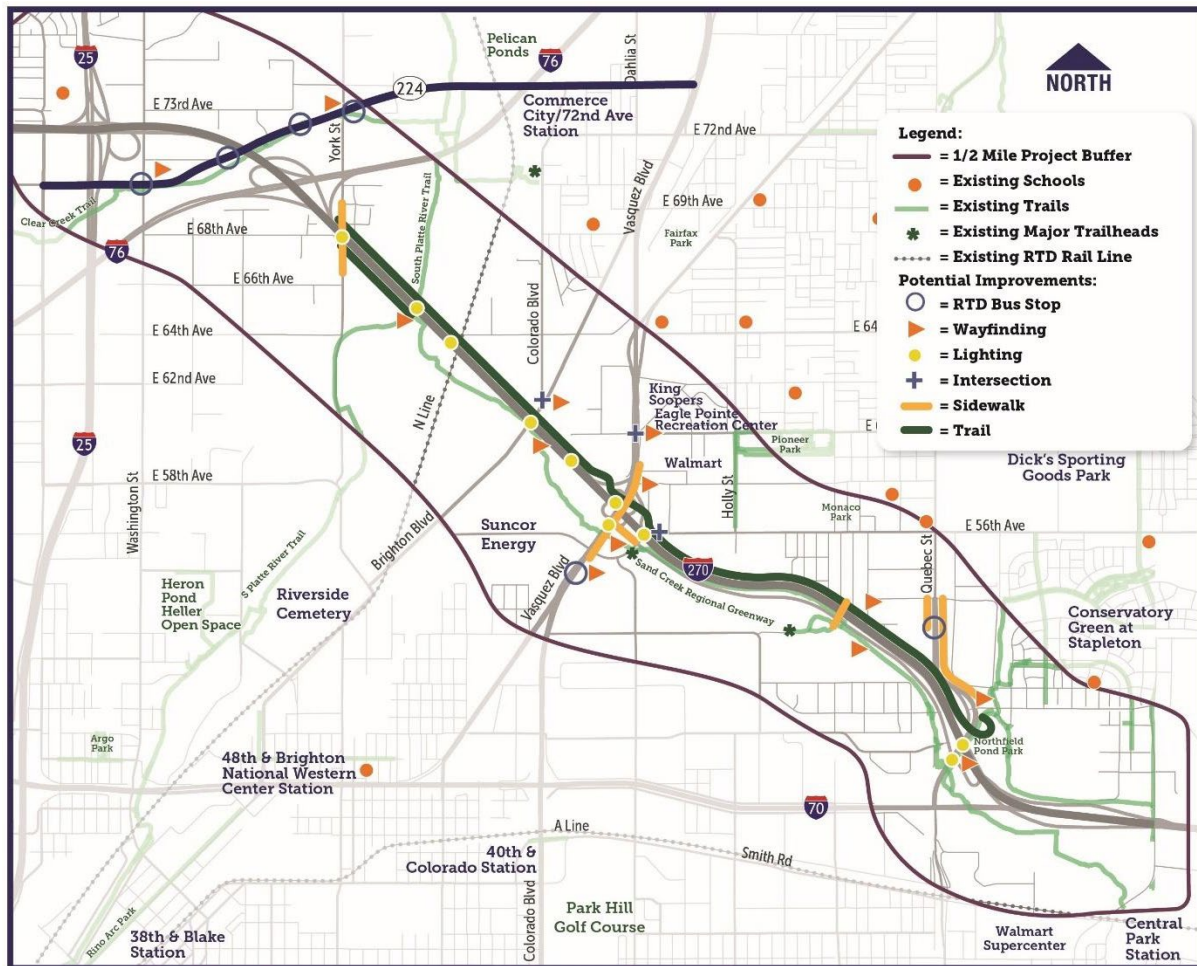 Pelican
Ponds
25
76
Dahlia St
NORTH
224
E 73rd Ave
York St
Commerce
City/72nd Ave
Station
E 72nd Ave
Legend:
= 1/2 Mile Project Buffer
= Existing Schools
= Existing Trails
= Existing Major Trailheads
= Existing RTD Rail Line
Potential Improvements:
= RTD Bus Stop
= Wayfinding
= Lighting
= Intersection
= Sidewalk
= Trail
Clear Creek Trail
South Platte River Trail
Vasquez Blvd
E 69th Ave
Fairfax
Park
E 68th Ave
76
E 66th Ave
Colorado Blvd
E 64th Ave
E 64
E 62nd Ave
N Line
King
Soopers
Eagle Pointe
Recreation Center
Pioneer
Park
25
Walmart
Holly St
Dick's Sporting
Goods Park
E 58th Ave
Washington St
Brighton Blvd
Suncor
Energy
Monaco
Park
E 56th Ave
Quebec St
270
Vasquez Blvd
Sand Creek Regional Greenway
S Platte River Trail
Heron
Pond
Heller
Open Space
Riverside
Cemetery
Conservatory
Green at
Stapleton
Argo
Park
48th & Brighton
National Western
Center Station
Northfield
Pond Park
70
A Line
40th &
Colorado Station
Smith Rd
Colorado Blvd
Park Hill
Golf Course
Rino Arc Park
38th & Blake
Station
Walmart
Supercenter
Central
Park
Station